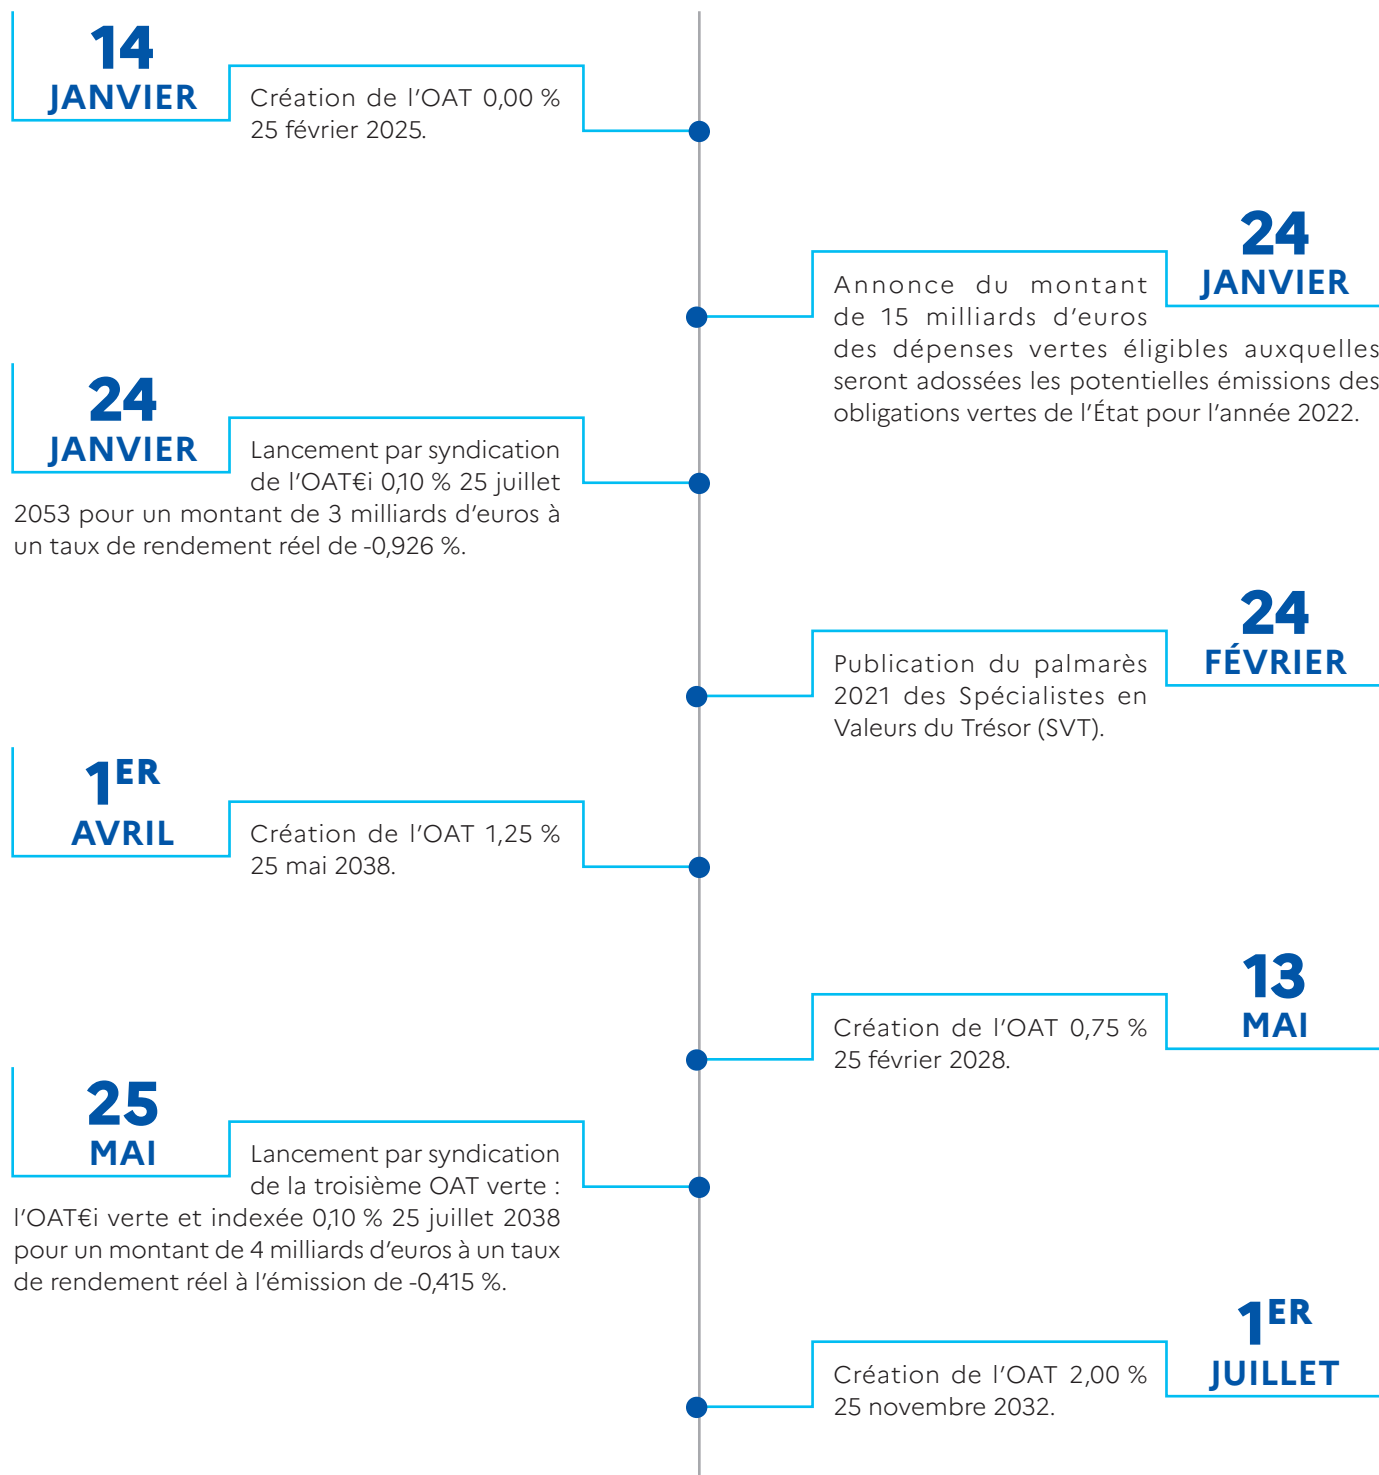 14
JANVIER
Création de l'OAT 0,00 %
25 février 2025.
24
JANVIER
Annonce du montant
de 15 milliards d'euros
des dépenses vertes éligibles auxquelles
seront adossées les potentielles émissions des
obligations vertes de l'État pour l'année 2022.
24
JANVIER
Lancement par syndication
de l'OAT€i 0,10 % 25 juillet
2053 pour un montant de 3 milliards d'euros à
un taux de rendement réel de -0,926 %.
24
FÉVRIER
Publication du palmarès
2021 des Spécialistes en
Valeurs du Trésor (SVT).
1ER
AVRIL
Création de l'OAT 1,25 %
25 mai 2038.
13
MAI
Création de l'OAT 0,75 %
25 février 2028.
25
MAI
Lancement par syndication
de la troisième OAT verte :
l'OAT€i verte et indexée 0,10 % 25 juillet 2038
pour un montant de 4 milliards d'euros à un taux
de rendement réel à l'émission de -0,415 %.
1ER
JUILLET
Création de l'OAT 2,00 %
25 novembre 2032.